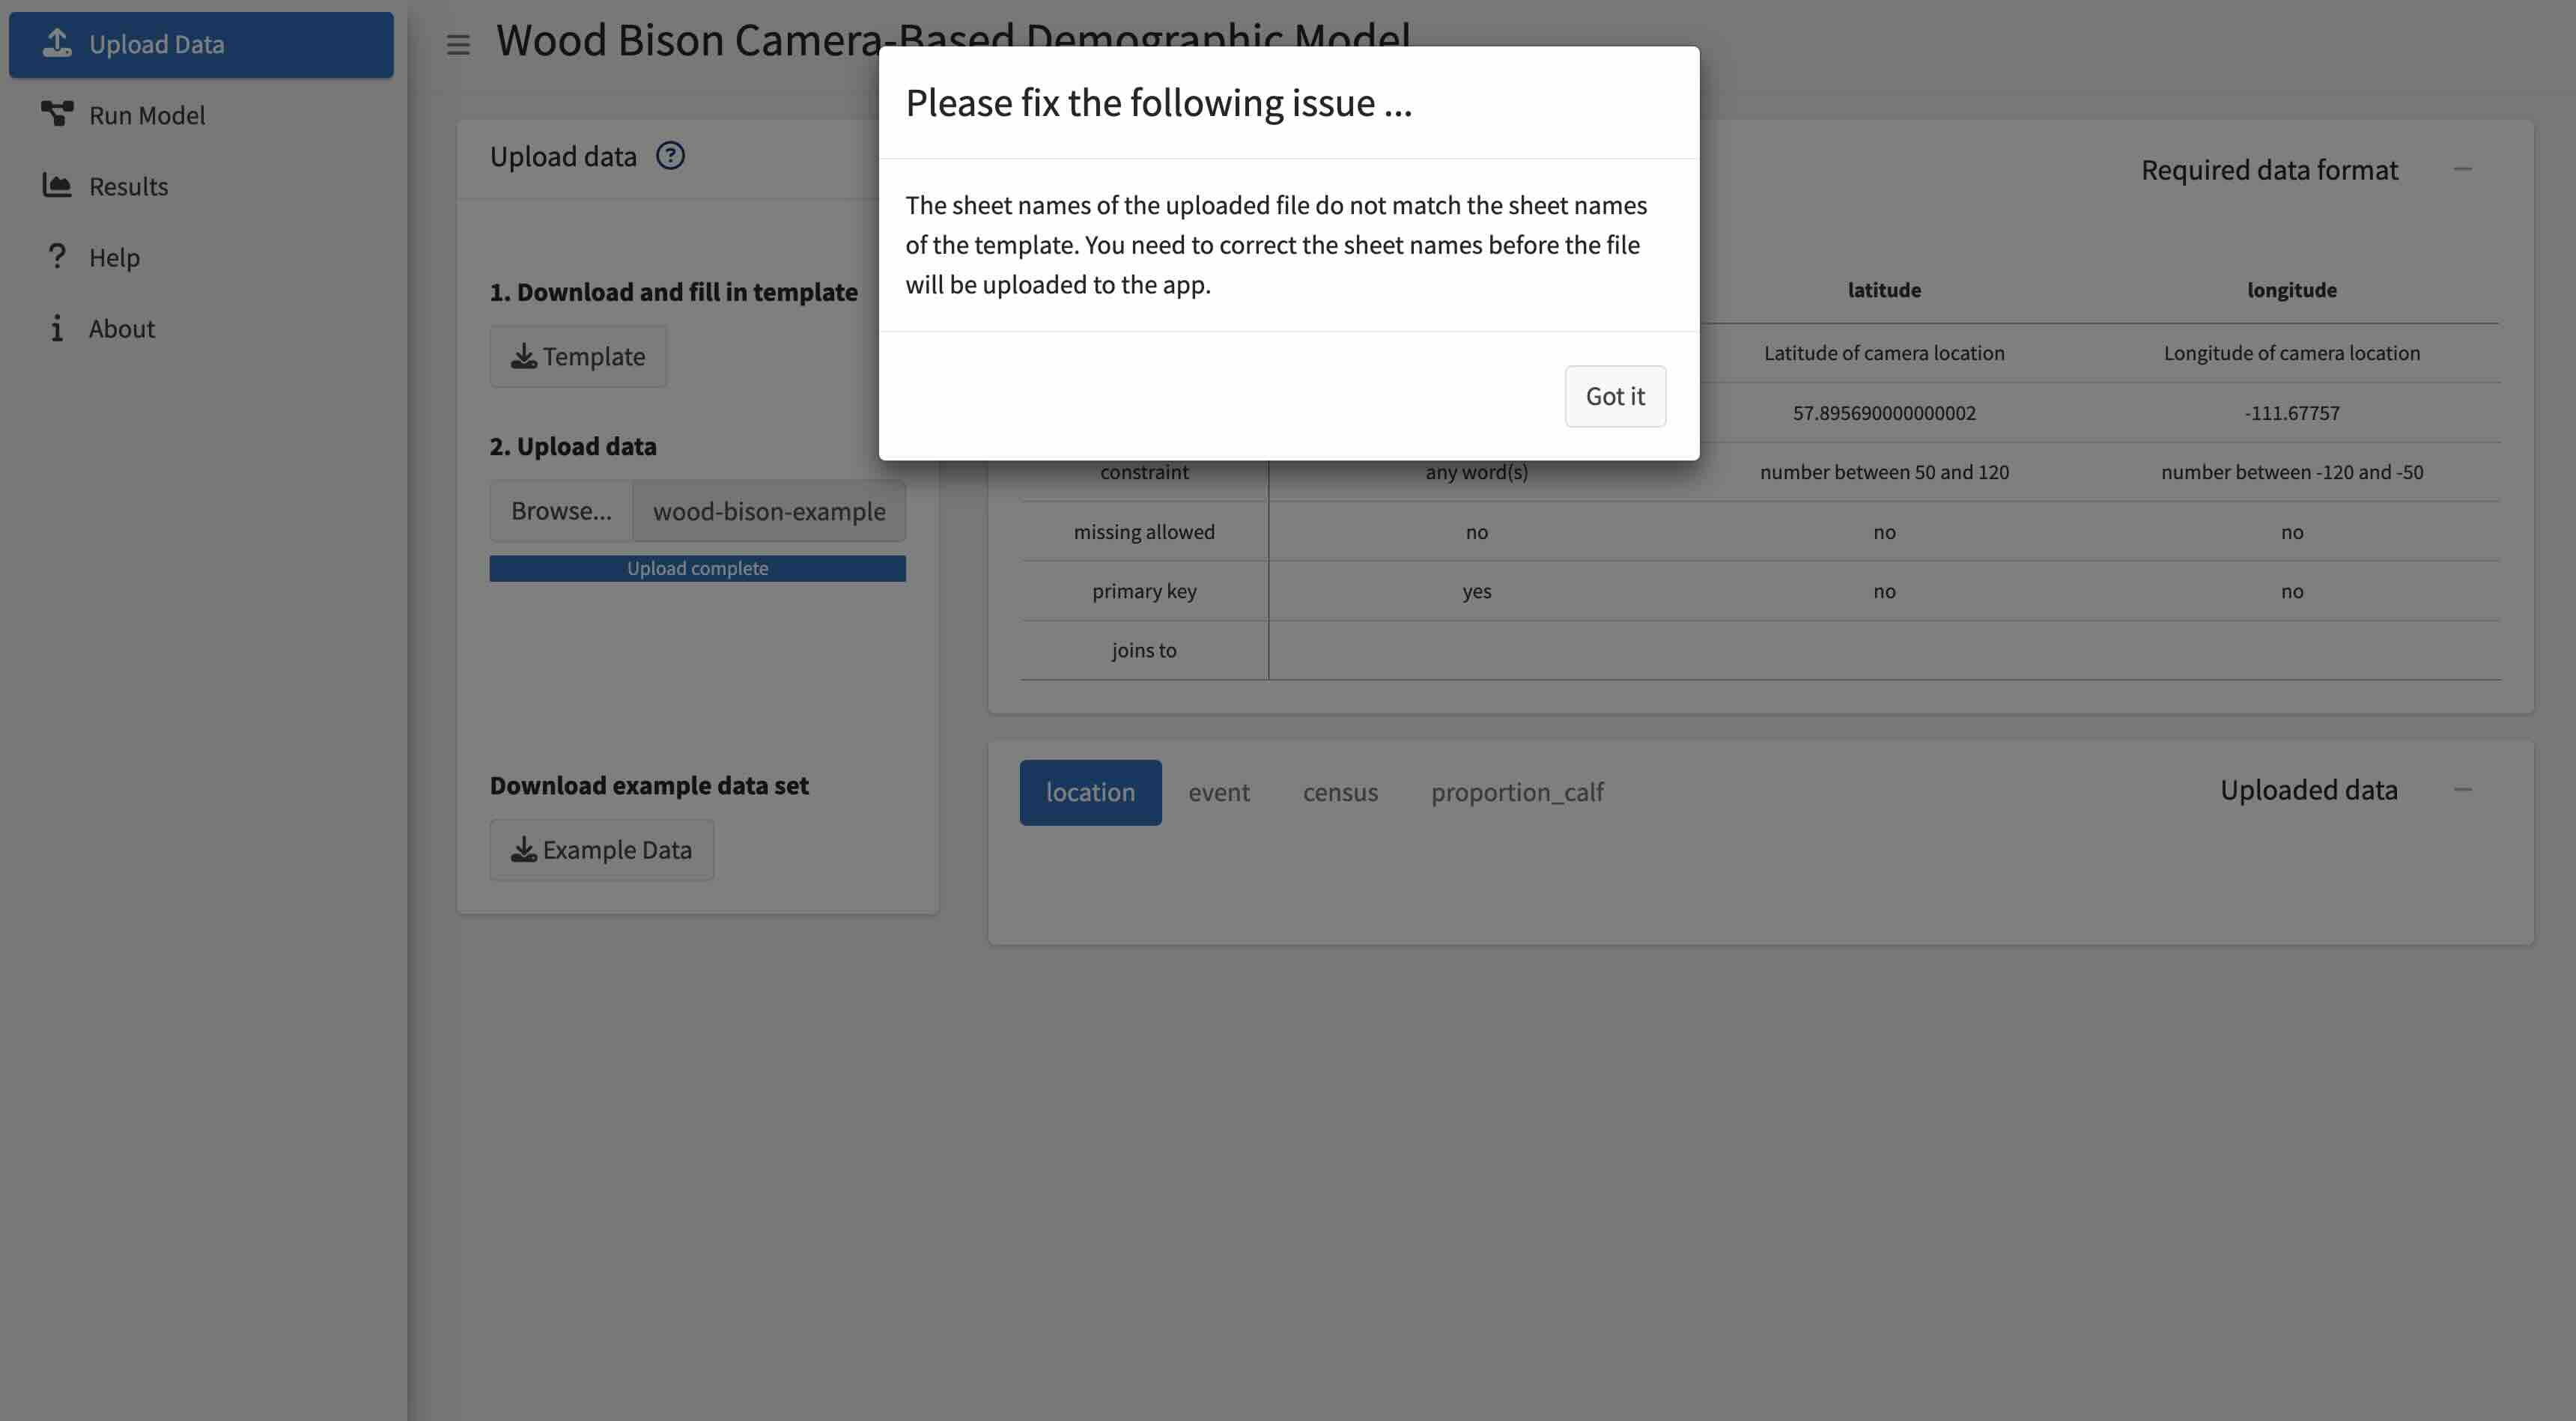 Upload Data
Run Model
Results
Help
About
Wood Bison Camera-Based Demographic Model
Please fix the following issue ...
The sheet names of the uploaded file do not match the sheet names
of the template. You need to correct the sheet names before the file
will be uploaded to the app.
Got it
Upload data
1. Download and fill in template
Template
2. Upload data
Browse... wood-bison-example
Upload complete
Download example data set
Example Data
Required data format
latitude longitude
Latitude of camera location Longitude of camera location
57.895690000000002 -111.67757
constraint any word(s) number between 50 and 120 number between -120 and -50
missing allowed no no no
primary key yes no no
joins to
location event census proportion_calf Uploaded data